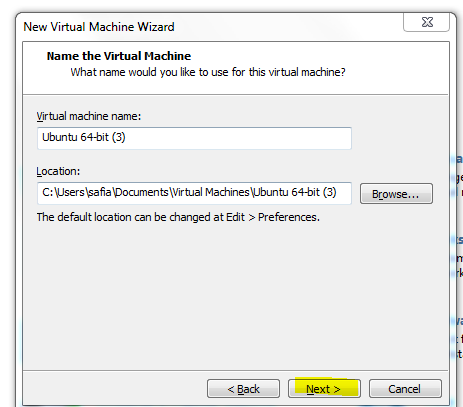 New Virtual Machine Wizard
Name the Virtual Machine
What name would you like to use for this virtual machine?
Virtual machine name:
Ubuntu 64-bit (3)
Location:
C:\Users\safia\Documents\Virtual Machines\Ubuntu 64-bit (3)
Browse...
The default location can be changed at Edit > Preferences.
< Back
Next >
Cancel